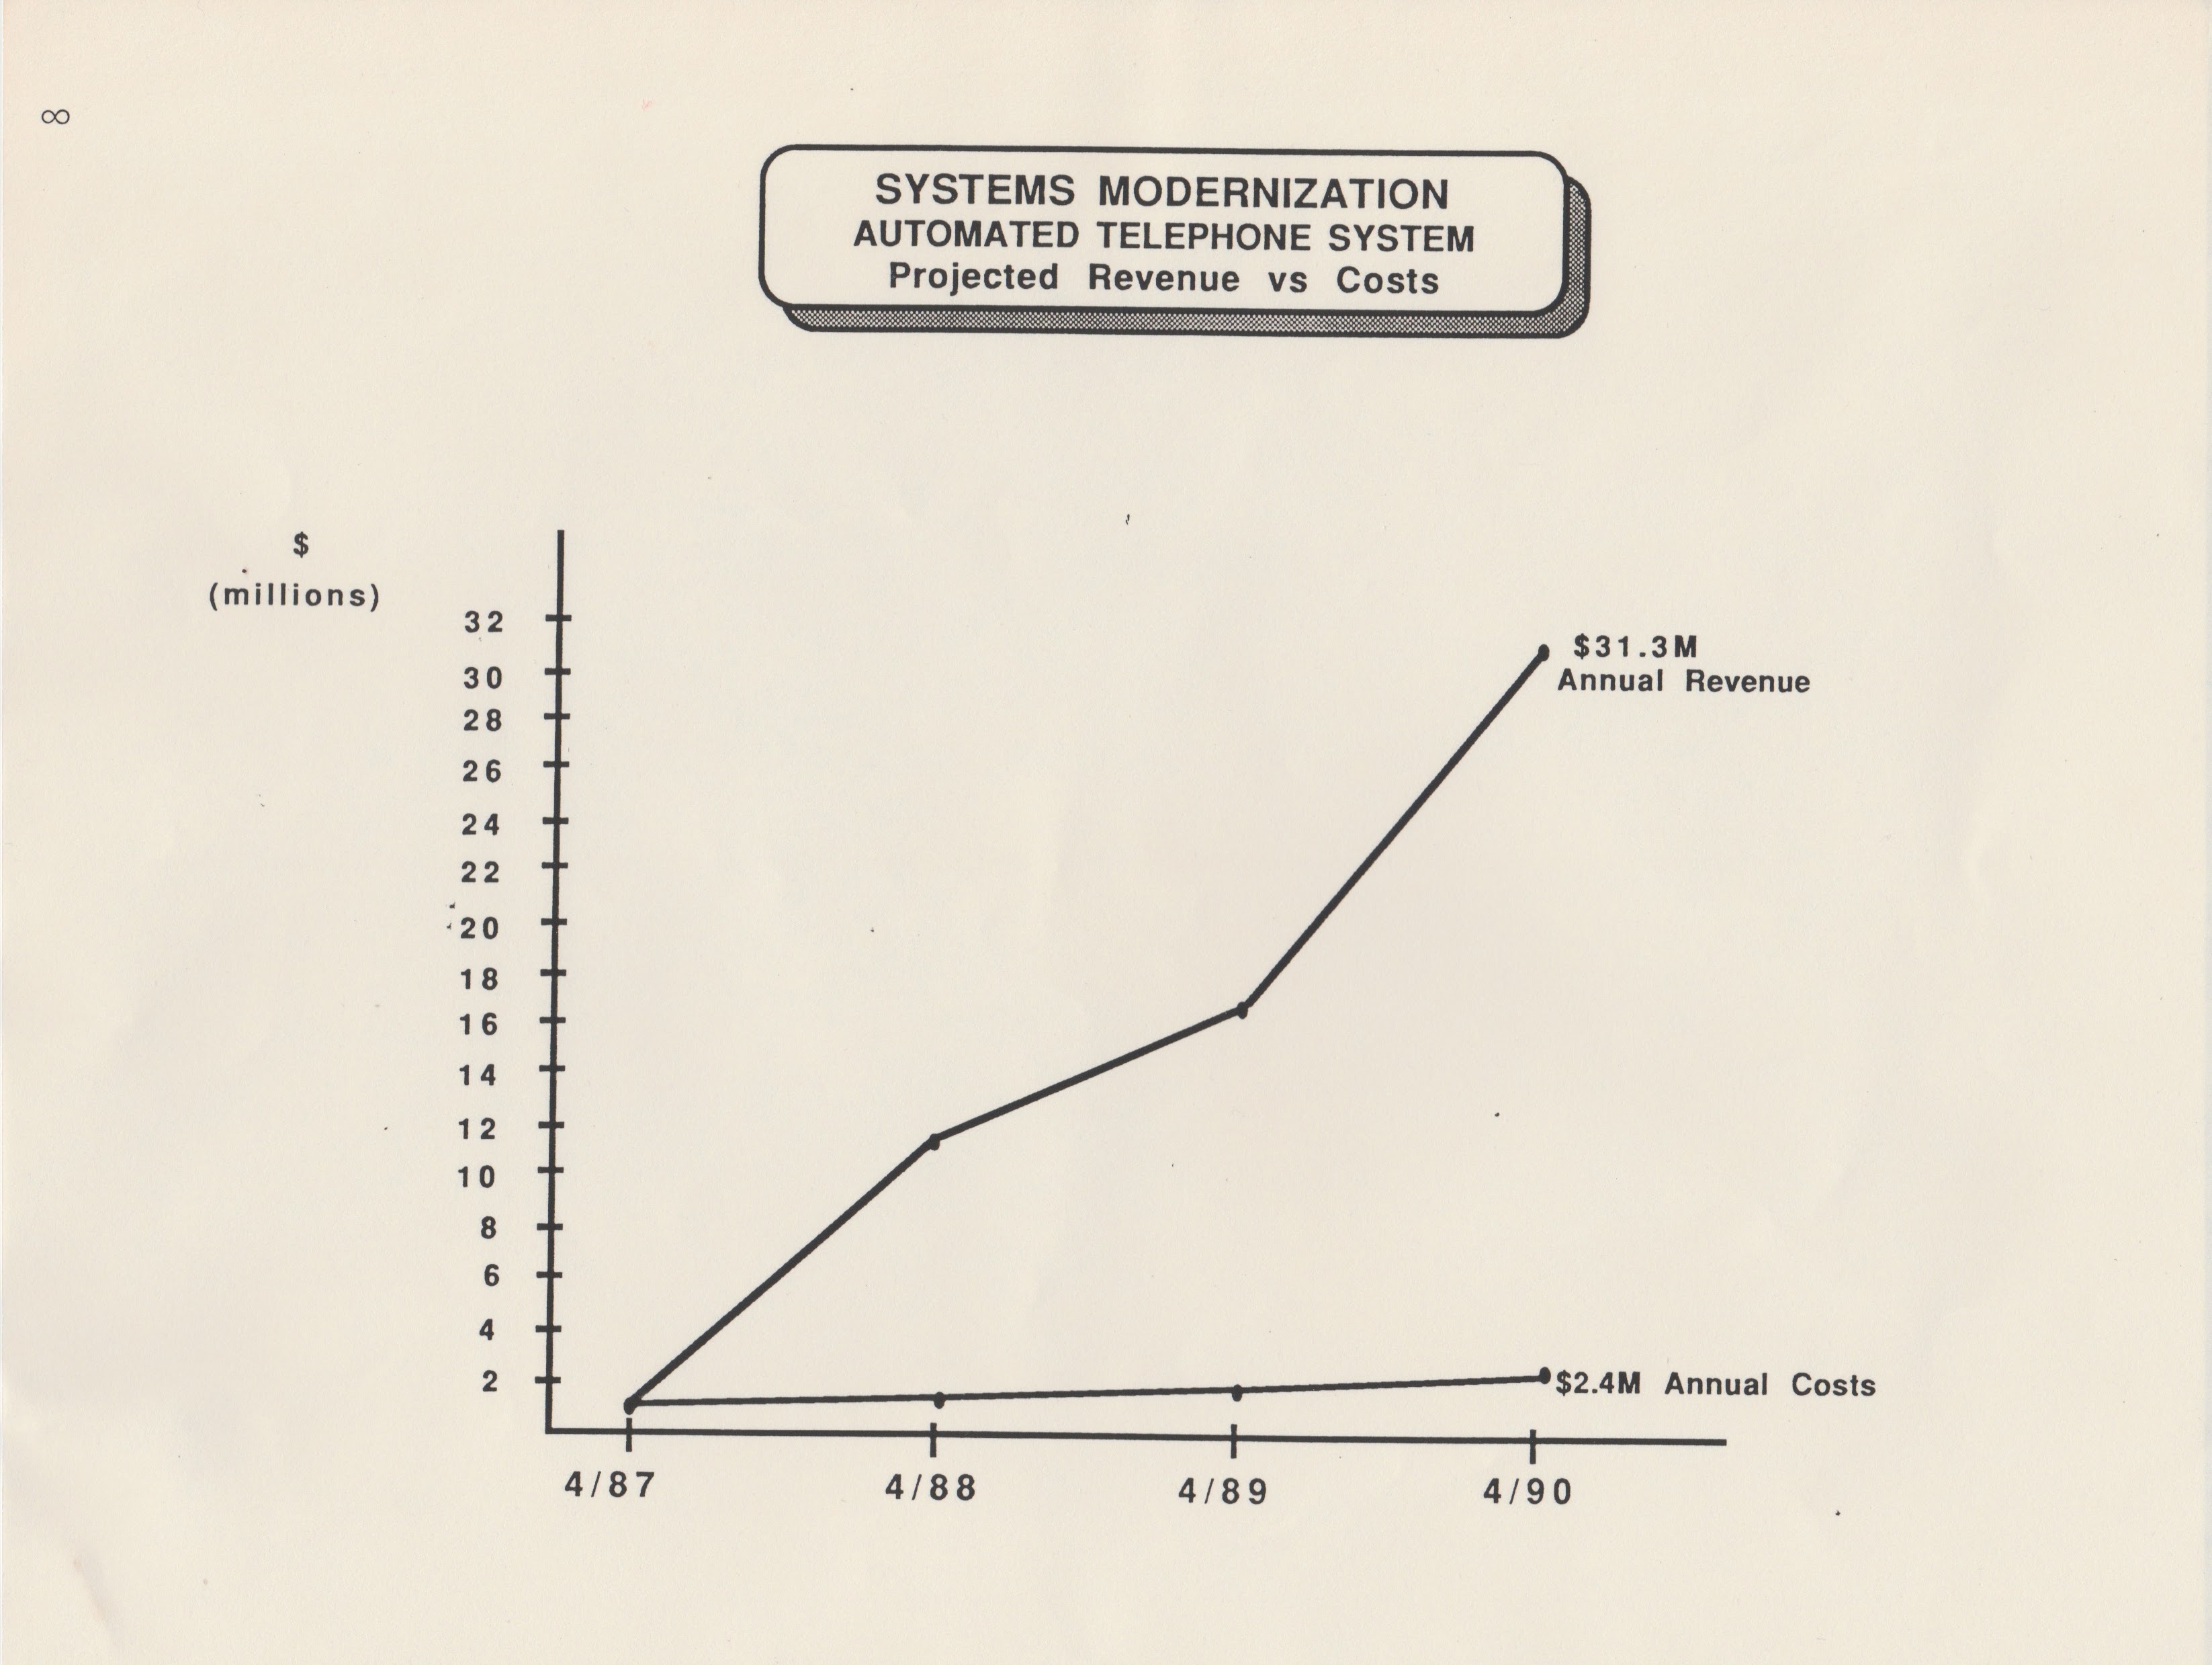 8
SYSTEMS MODERNIZATION
AUTOMATED TELEPHONE SYSTEM
Projected Revenue vs Costs
$
(millions)
32
30
28
26
24
22
20
18
16
14
12
10
8
6
4
2
$31.3M
Annual Revenue
$2.4M Annual Costs
4/87 4/88 4/89 4/90